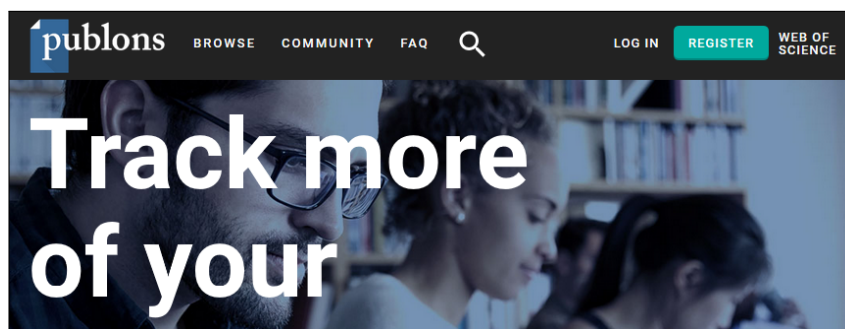 publons BROWSE COMMUNITY FAQ LOG IN REGISTER WEB OF
SCIENCE
Track more
of your